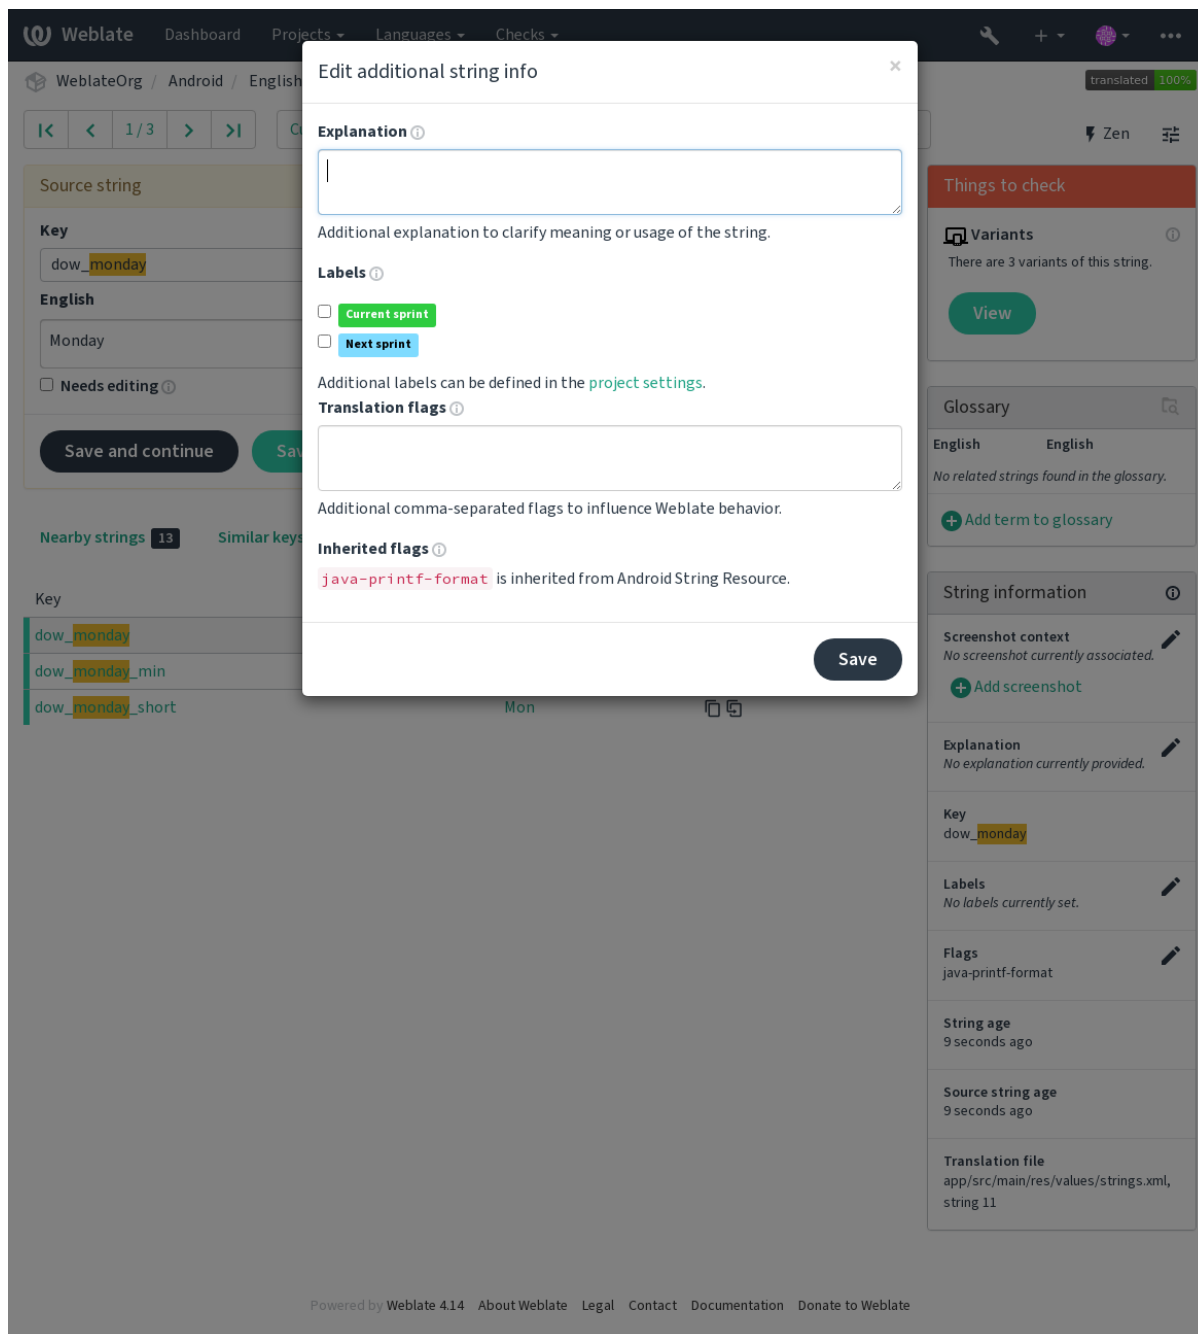 Weblate Dashboard Projects Languages Checks
WeblateOrg / Android / English
translated 100%
1 / 3
Zen
Edit additional string info
×
Explanation
Additional explanation to clarify meaning or usage of the string.
Labels
Current sprint
Next sprint
Additional labels can be defined in the project settings.
Translation flags
Additional comma-separated flags to influence Weblate behavior.
Inherited flags
java-printf-format is inherited from Android String Resource.
Save
Source string
Key
dow_monday
English
Monday
Needs editing
Save and continue
Nearby strings 13 Similar keys
Key
dow_monday
dow_monday_min
dow_monday_short Mon
Things to check
Variants
There are 3 variants of this string.
View
Glossary
English English
No related strings found in the glossary.
Add term to glossary
String information
Screenshot context
No screenshot currently associated.
Add screenshot
Explanation
No explanation currently provided.
Key
dow_monday
Labels
No labels currently set.
Flags
java-printf-format
String age
9 seconds ago
Source string age
9 seconds ago
Translation file
app/src/main/res/values/strings.xml,
string 11
Powered by Weblate 4.14 About Weblate Legal Contact Documentation Donate to Weblate